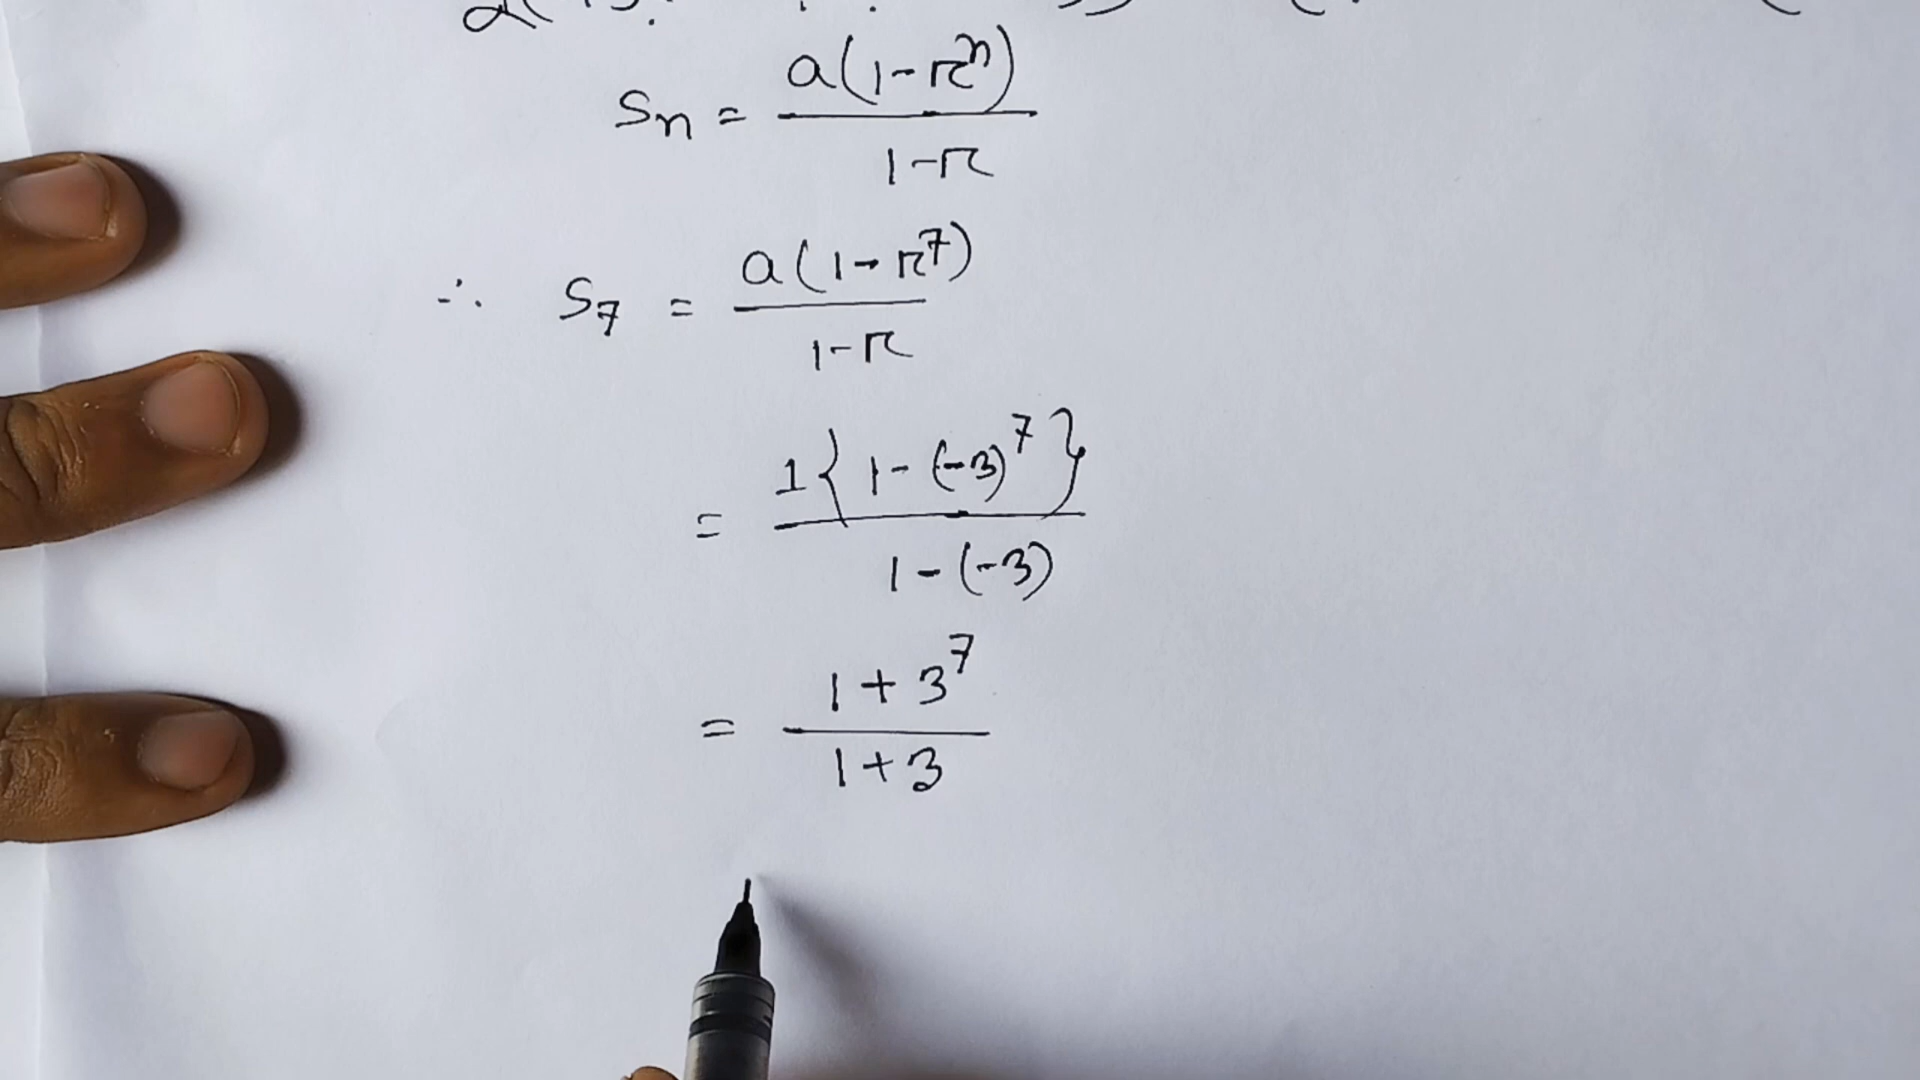 Sn = a(1-r^n) / 1-r
∴ S7 = a(1-r^7) / 1-r
= 1{1-(-3)^7} / 1-(-3)
= 1+3^7 / 1+3